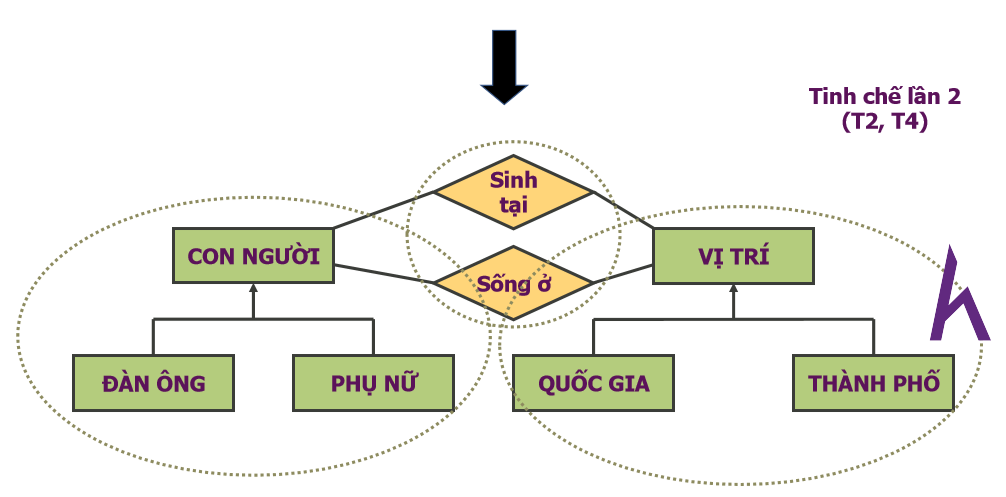 Tinh chế lần 2
(T2, T4)
Sinh
tại
CON NGƯỜI
VỊ TRÍ
Sống ở
ĐÀN ÔNG
PHỤ NỮ
QUỐC GIA
THÀNH PHỐ